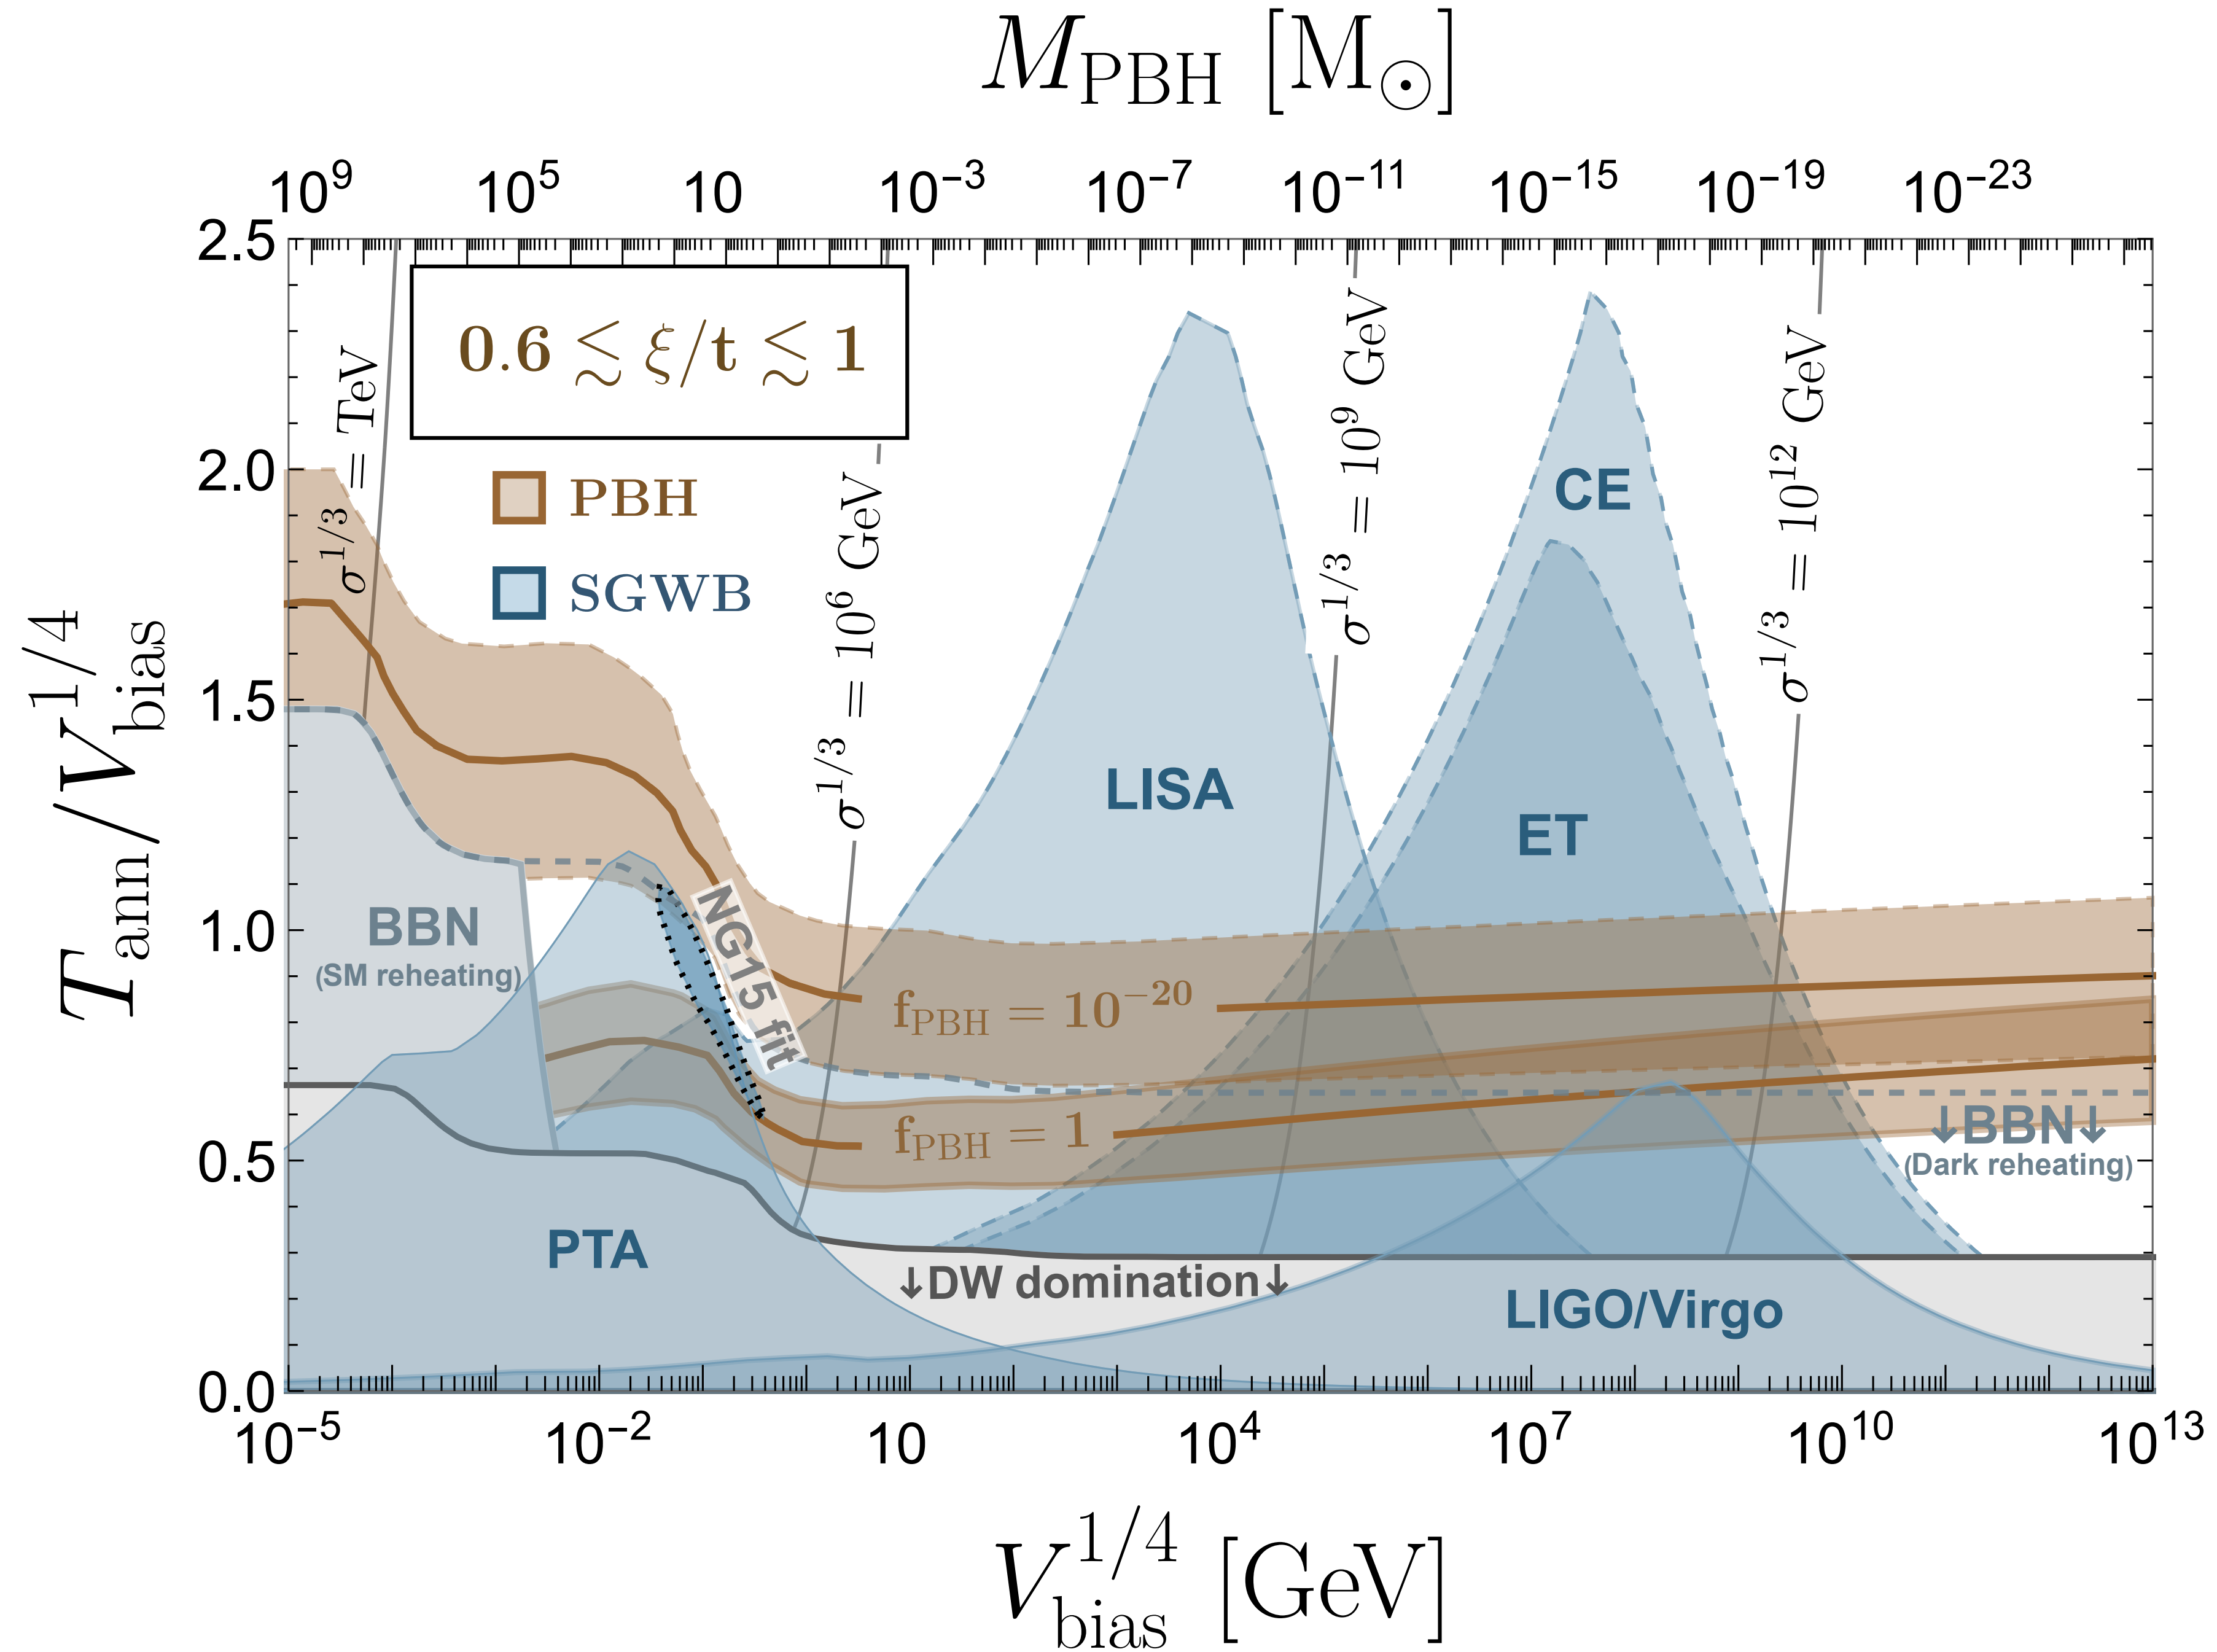 M_PBH [M_⊙]
10^9 10^5 10 10^−3 10^−7 10^−11 10^−15 10^−19 10^−23
2.5
2.0
1.5
1.0
0.5
0.0
T_ann/V_bias^1/4
0.6 ≲ ξ/t ≲ 1
PBH
SGWB
σ^1/3 = TeV
σ^1/3 = 10^6 GeV
σ^1/3 = 10^9 GeV
σ^1/3 = 10^12 GeV
CE
LISA
ET
BBN
(SM reheating)
NG15 fit
f_PBH = 10^−20
f_PBH = 1
↓BBN↓
(Dark reheating)
PTA
↓DW domination↓
LIGO/Virgo
10^−5 10^−2 10 10^4 10^7 10^10 10^13
V_bias^1/4 [GeV]